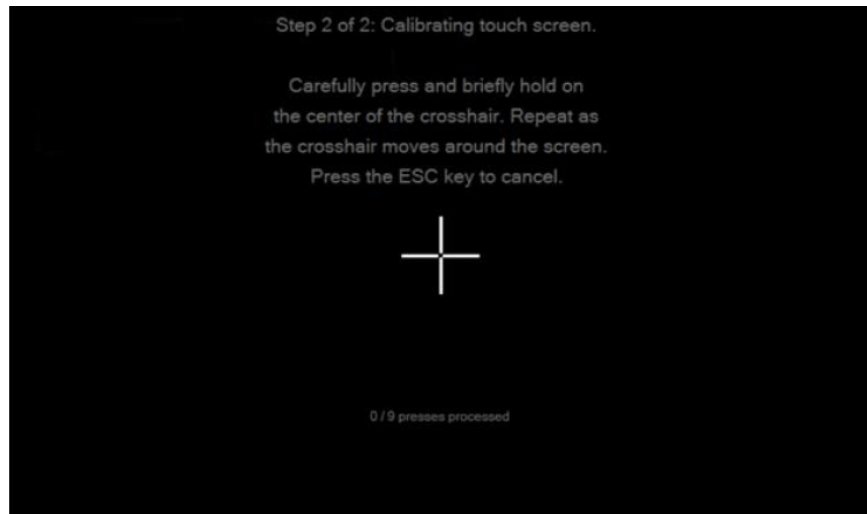 Step 2 of 2: Calibrating touch screen.
Carefully press and briefly hold on
the center of the crosshair. Repeat as
the crosshair moves around the screen.
Press the ESC key to cancel.
0 / 9 presses processed